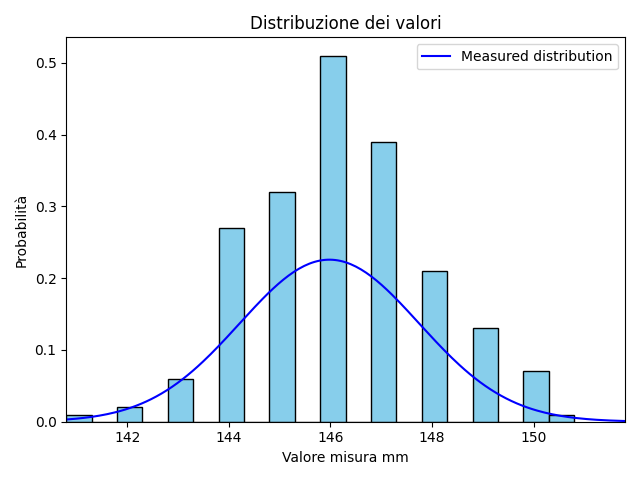 Distribuzione dei valori
Measured distribution
Probabilità
0.5
0.4
0.3
0.2
0.1
0.0
142 144 146 148 150
Valore misura mm